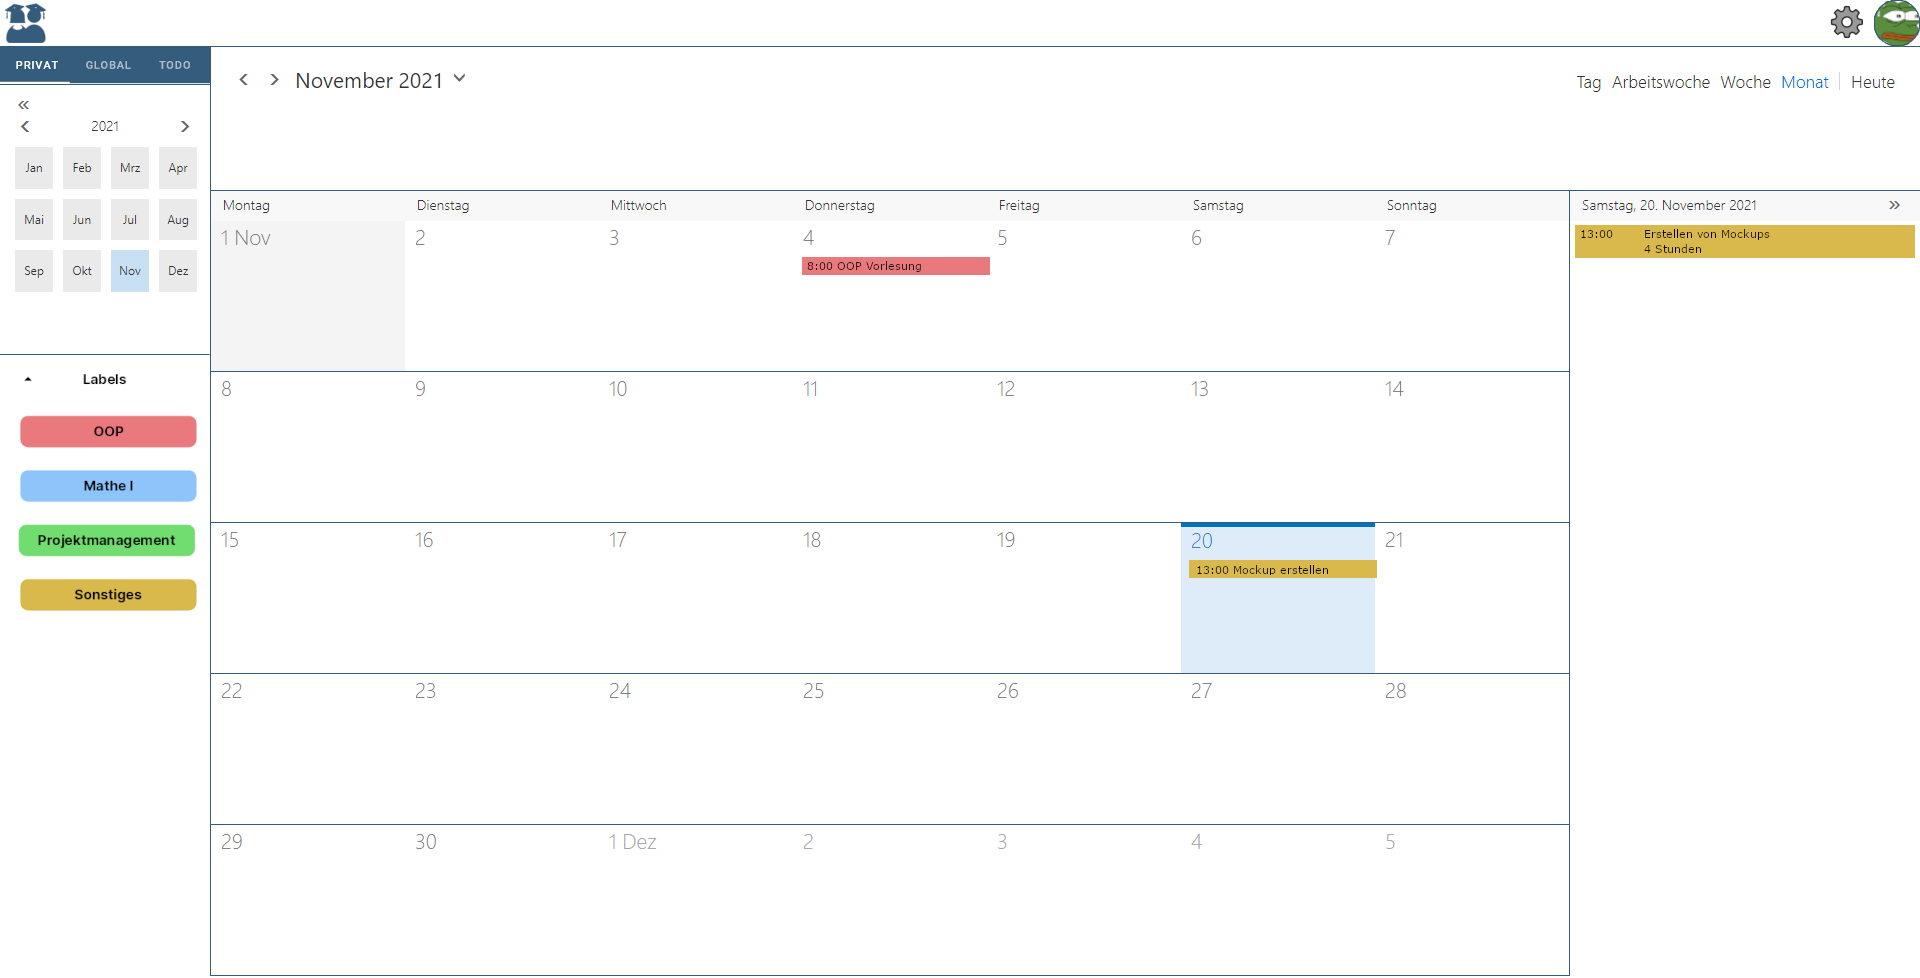 PRIVAT GLOBAL TODO
2021
Jan Feb Mrz Apr
Mai Jun Jul Aug
Sep Okt Nov Dez
Labels
OOP
Mathe I
Projektmanagement
Sonstiges
November 2021
Tag Arbeitswoche Woche Monat Heute
Montag Dienstag Mittwoch Donnerstag Freitag Samstag Sonntag
1 Nov 2 3 4 5 6 7
8:00 OOP Vorlesung
8 9 10 11 12 13 14
15 16 17 18 19 20 21
13:00 Mockup erstellen
22 23 24 25 26 27 28
29 30 1 Dez 2 3 4 5
Samstag, 20. November 2021
13:00 Erstellen von Mockups
4 Stunden